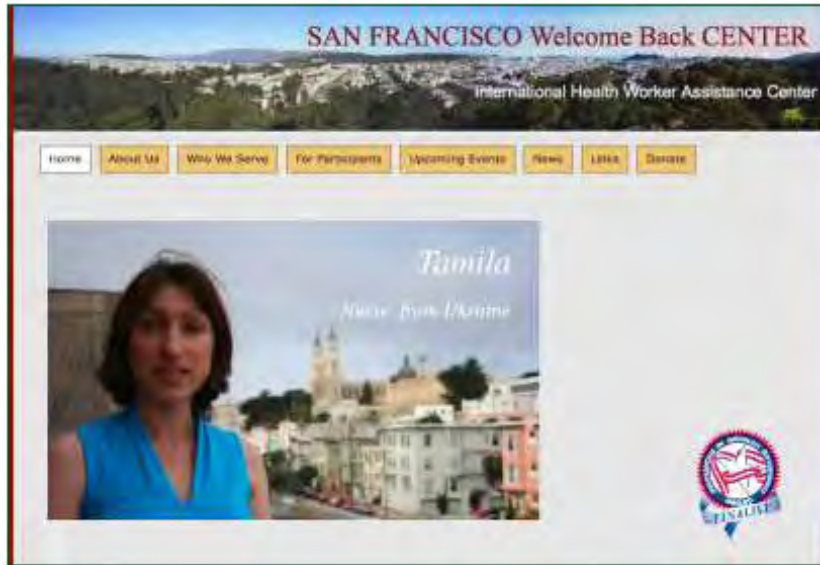 SAN FRANCISCO Welcome Back CENTER
International Health Worker Assistance Center
Home
About Us
Who We Serve
For Participants
Upcoming Events
News
Links
Donate
Tamila
Nurse from Ukraine
FINALIST